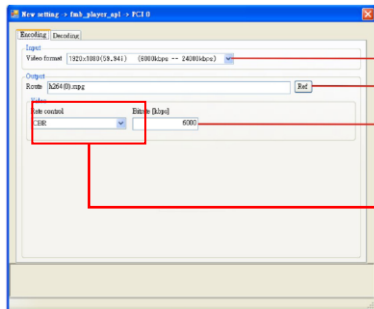 New setting -> fmb_player_apl -> PCI 0
Encoding Decoding
Input
Video format 1920x1080(59.94i) (6000kbps -- 24000kbps)
Output
Route h264(0).mpg Ref
Video
Rate control Bitrate [kbps]
CBR 6000